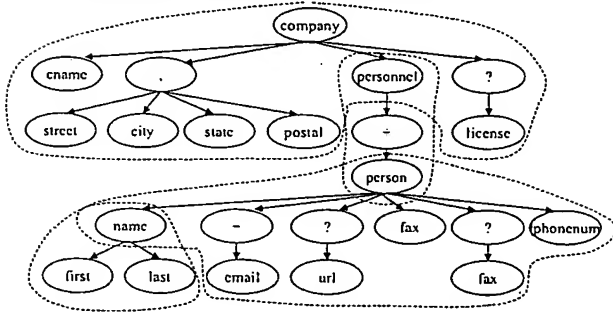 company
cname , personnel ?
street city state postal + license
person
name - ? fax ? phonenum
first last email url fax